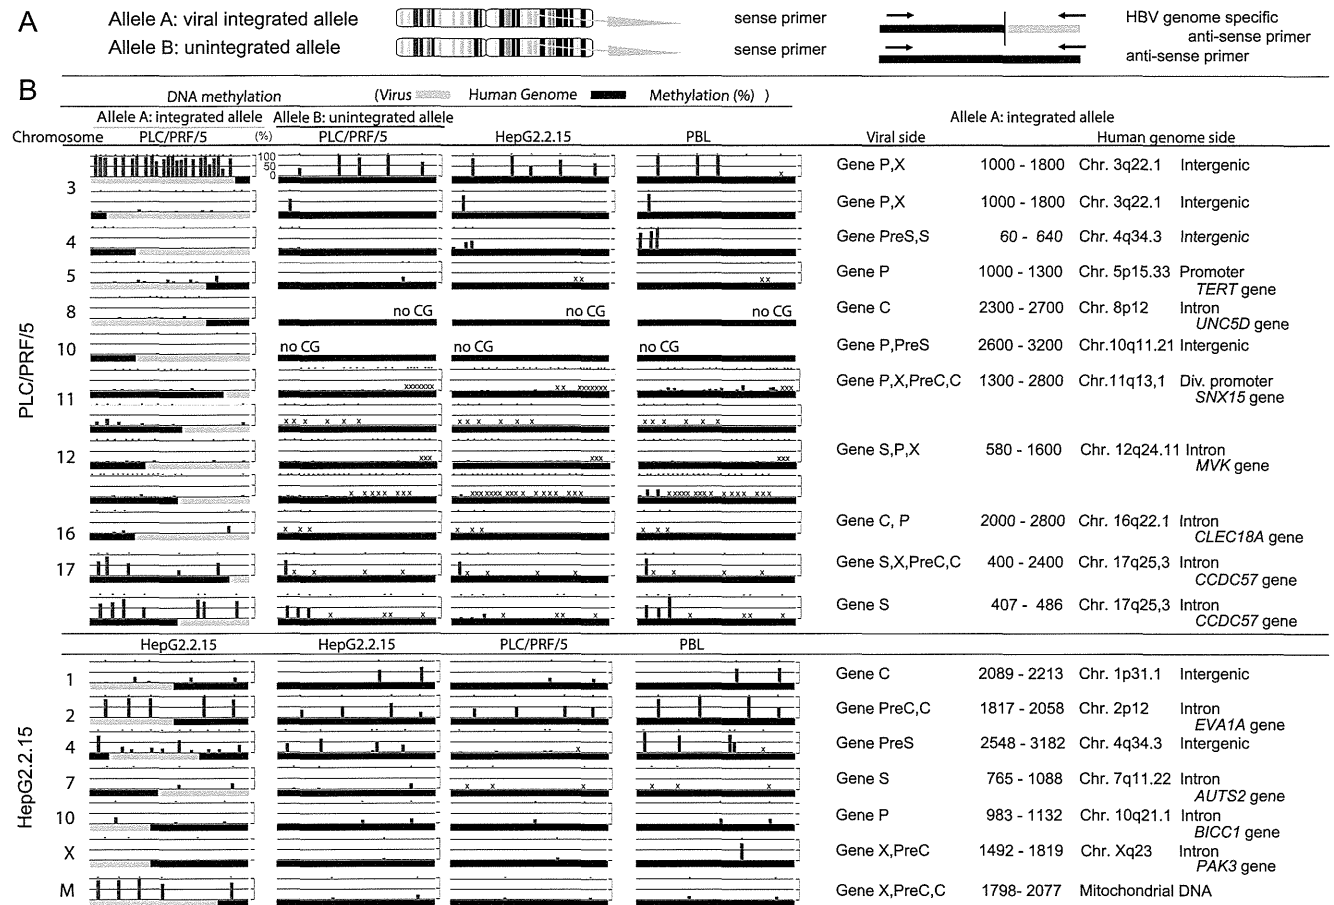 A
Allele A: viral integrated allele
Allele B: unintegrated allele
sense primer
sense primer
HBV genome specific
anti-sense primer
anti-sense primer
B
DNA methylation (Virus Human Genome Methylation (%) )
Allele A: integrated allele Allele B: unintegrated allele Allele A: integrated allele
Chromosome PLC/PRF/5 (%) PLC/PRF/5 HepG2.2.15 PBL Viral side Human genome side
PLC/PRF/5
100
50
0
3 x Gene P,X 1000 - 1800 Chr. 3q22.1 Intergenic
Gene P,X 1000 - 1800 Chr. 3q22.1 Intergenic
4 Gene PreS,S 60 - 640 Chr. 4q34.3 Intergenic
5 xx xx Gene P 1000 - 1300 Chr. 5p15.33 Promoter
TERT gene
8 no CG no CG no CG Gene C 2300 - 2700 Chr. 8p12 Intron
UNC5D gene
10 no CG no CG no CG Gene P,PreS 2600 - 3200 Chr.10q11.21 Intergenic
11 xxxxxxx xx xxxxxxx xxx Gene P,X,PreC,C 1300 - 2800 Chr.11q13,1 Div. promoter
SNX15 gene
x x x x x x x x x x x x x x x x x x
12 xxx xxx xxx Gene S,P,X 580 - 1600 Chr. 12q24.11 Intron
MVK gene
16 x x x x x x x x x Gene C, P 2000 - 2800 Chr. 16q22.1 Intron
CLEC18A gene
17 x x x x x x x x x x x Gene S,X,PreC,C 400 - 2400 Chr. 17q25,3 Intron
CCDC57 gene
Gene S 407 - 486 Chr. 17q25,3 Intron
CCDC57 gene
HepG2.2.15 HepG2.2.15 PLC/PRF/5 PBL
HepG2.2.15
1 Gene C 2089 - 2213 Chr. 1p31.1 Intergenic
2 Gene PreC,C 1817 - 2058 Chr. 2p12 Intron
EVA1A gene
4 x x Gene PreS 2548 - 3182 Chr. 4q34.3 Intergenic
7 x x x x x x Gene S 765 - 1088 Chr. 7q11.22 Intron
AUTS2 gene
10 Gene P 983 - 1132 Chr. 10q21.1 Intron
BICC1 gene
X Gene X,PreC 1492 - 1819 Chr. Xq23 Intron
PAK3 gene
M Gene X,PreC,C 1798- 2077 Mitochondrial DNA